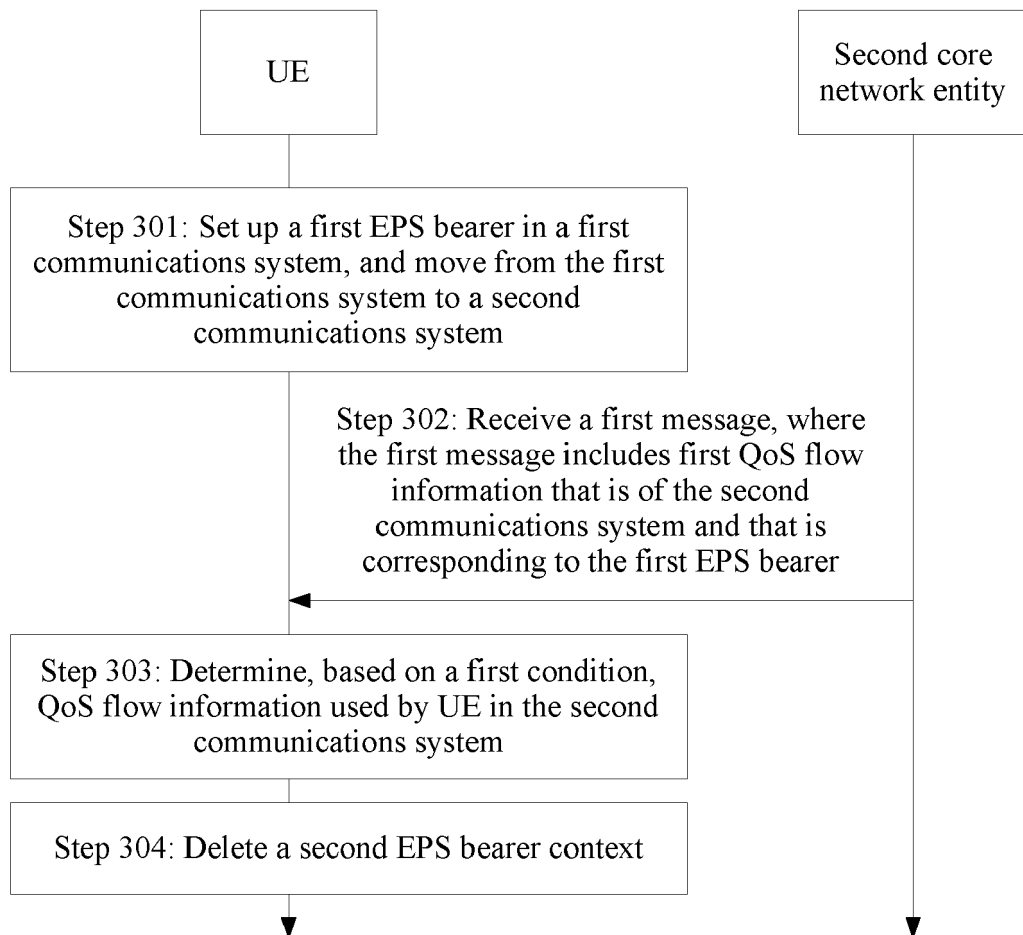 UE
Second core
network entity
Step 301: Set up a first EPS bearer in a first
communications system, and move from the first
communications system to a second
communications system
Step 302: Receive a first message, where
the first message includes first QoS flow
information that is of the second
communications system and that is
corresponding to the first EPS bearer
Step 303: Determine, based on a first condition,
QoS flow information used by UE in the second
communications system
Step 304: Delete a second EPS bearer context